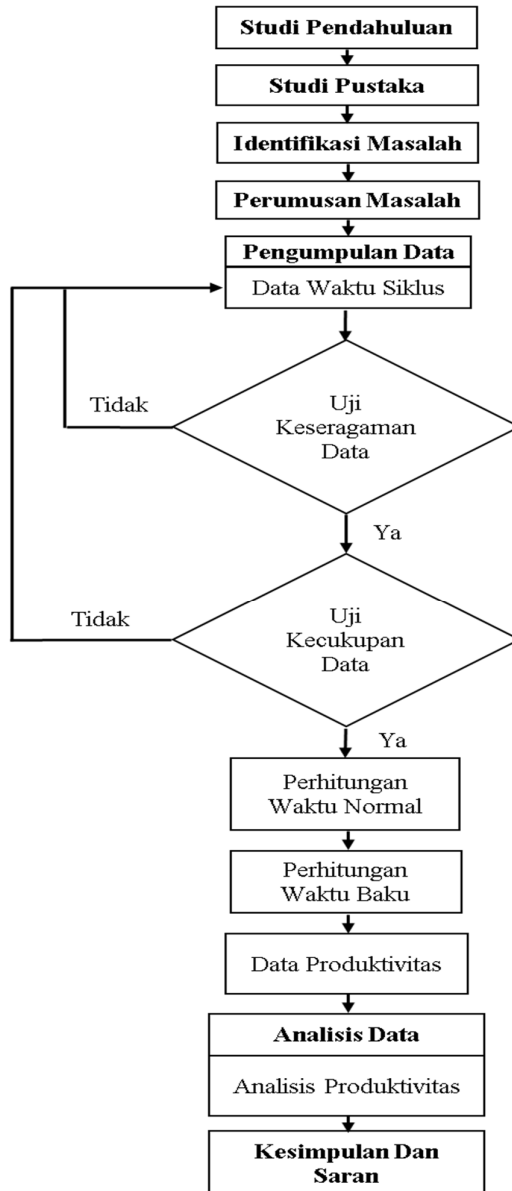 Studi Pendahuluan
Studi Pustaka
Identifikasi Masalah
Perumusan Masalah
Pengumpulan Data
Data Waktu Siklus
Tidak
Uji
Keseragaman
Data
Ya
Tidak
Uji
Kecukupan
Data
Ya
Perhitungan
Waktu Normal
Perhitungan
Waktu Baku
Data Produktivitas
Analisis Data
Analisis Produktivitas
Kesimpulan Dan
Saran